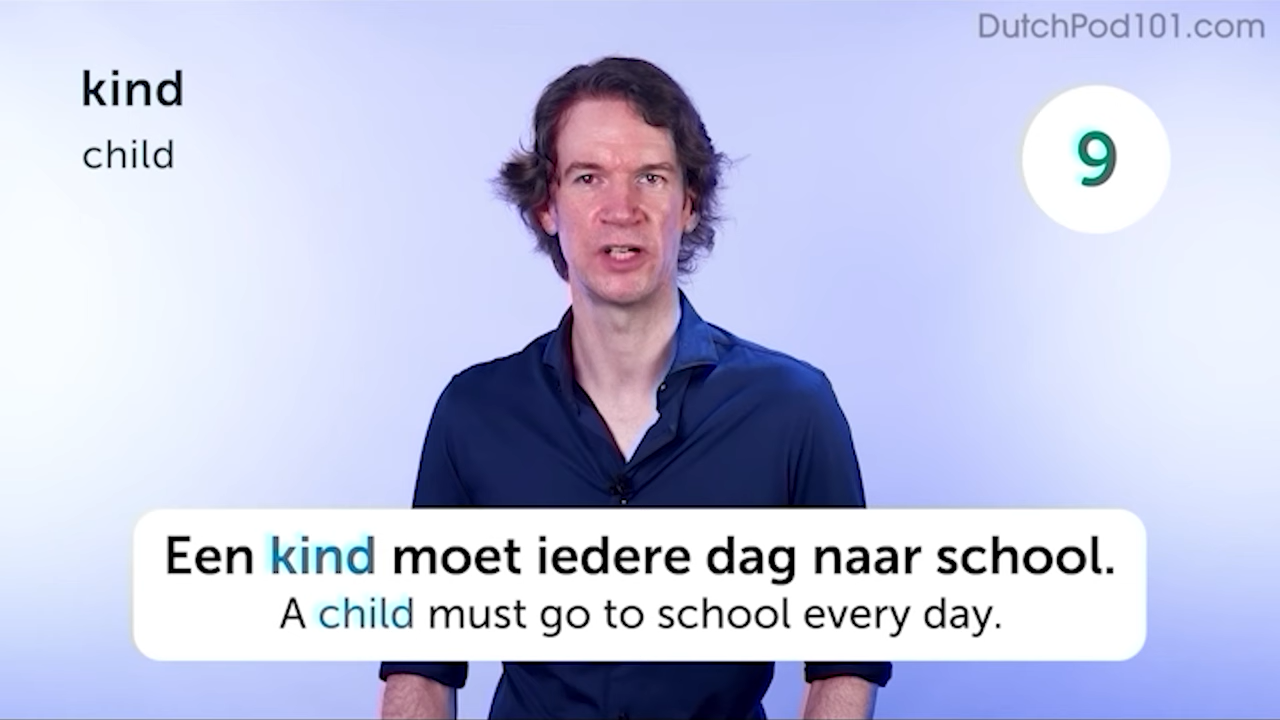 DutchPod101.com
kind
child
9
Een kind moet iedere dag naar school.
A child must go to school every day.